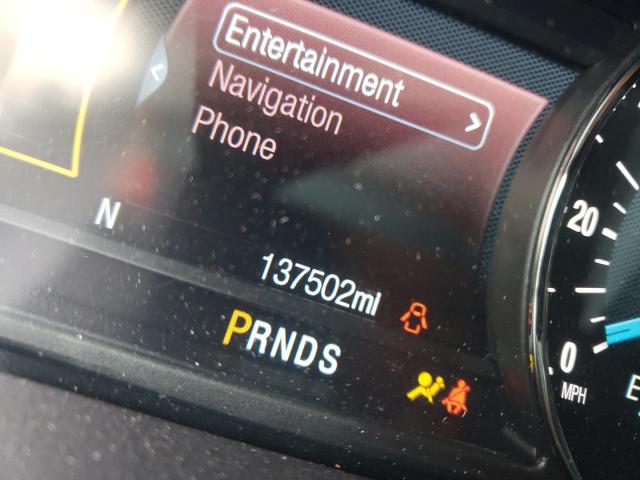 Entertainment
Navigation
Phone
N
137502mi
PRNDS
20
0
MPH
E